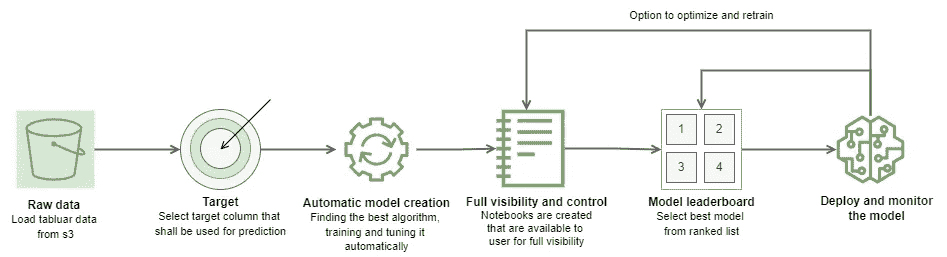 Option to optimize and retrain
1
2
3
4
Raw data
Load tabluar data
from s3
Target
Select target column that
shall be used for prediction
Automatic model creation
Finding the best algorithm,
training and tuning it
automatically
Full visibility and control
Notebooks are created
that are available to
user for full visibility
Model leaderboard
Select best model
from ranked list
Deploy and monitor
the model